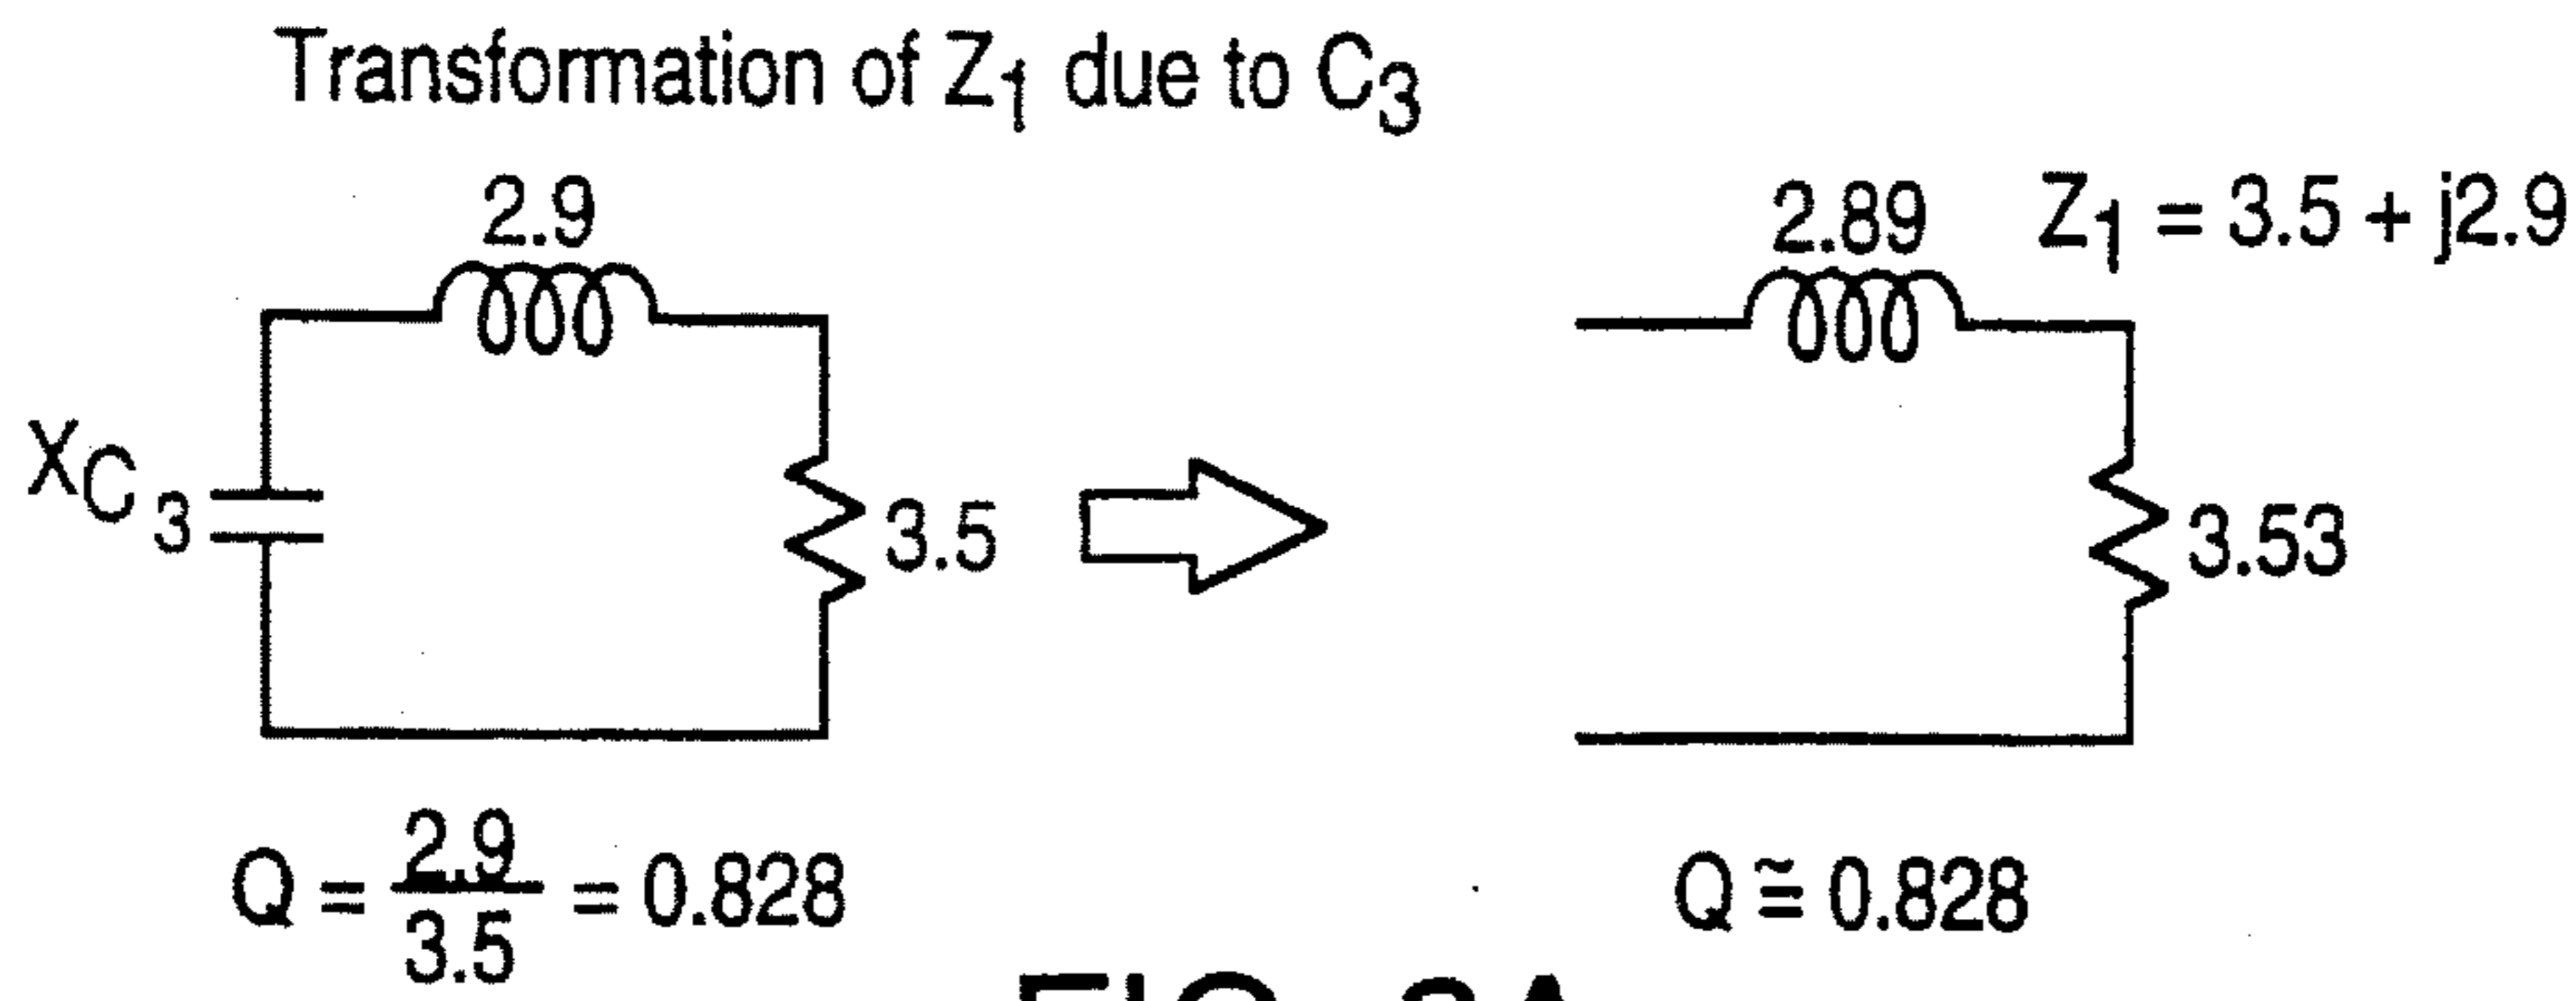 Transformation of Z1 due to C3
2.9
XC3
3.5
Q = 2.9/3.5 = 0.828
2.89
Z1 = 3.5 + j2.9
3.53
Q ≅ 0.828